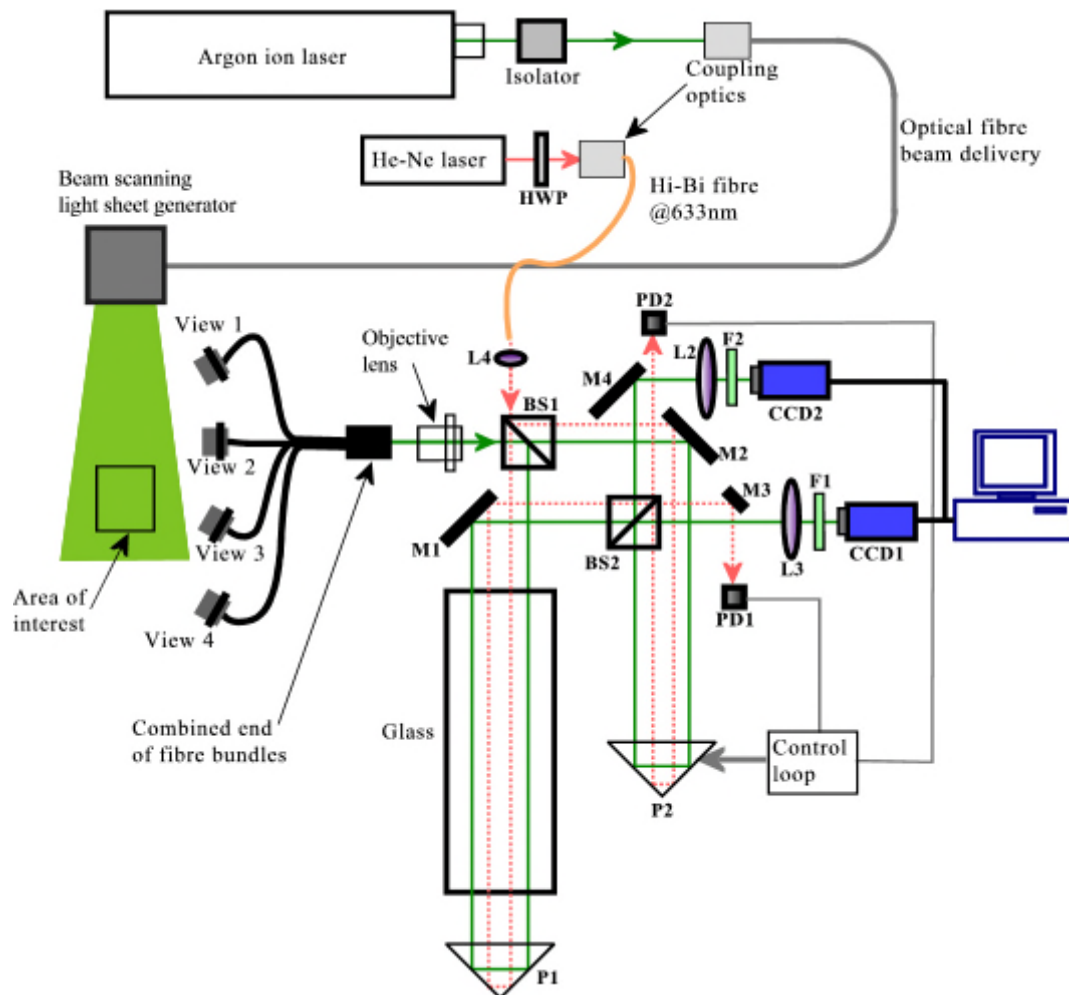 Argon ion laser
Isolator
Coupling
optics
Optical fibre
beam delivery
He-Ne laser
HWP
Hi-Bi fibre
@633nm
Beam scanning
light sheet generator
View 1
View 2
View 3
View 4
Objective
lens
L4
BS1
PD2
M4
L2
F2
CCD2
M2
M3
F1
CCD1
L3
M1
BS2
PD1
Area of
interest
Combined end
of fibre bundles
Glass
Control
loop
P2
P1